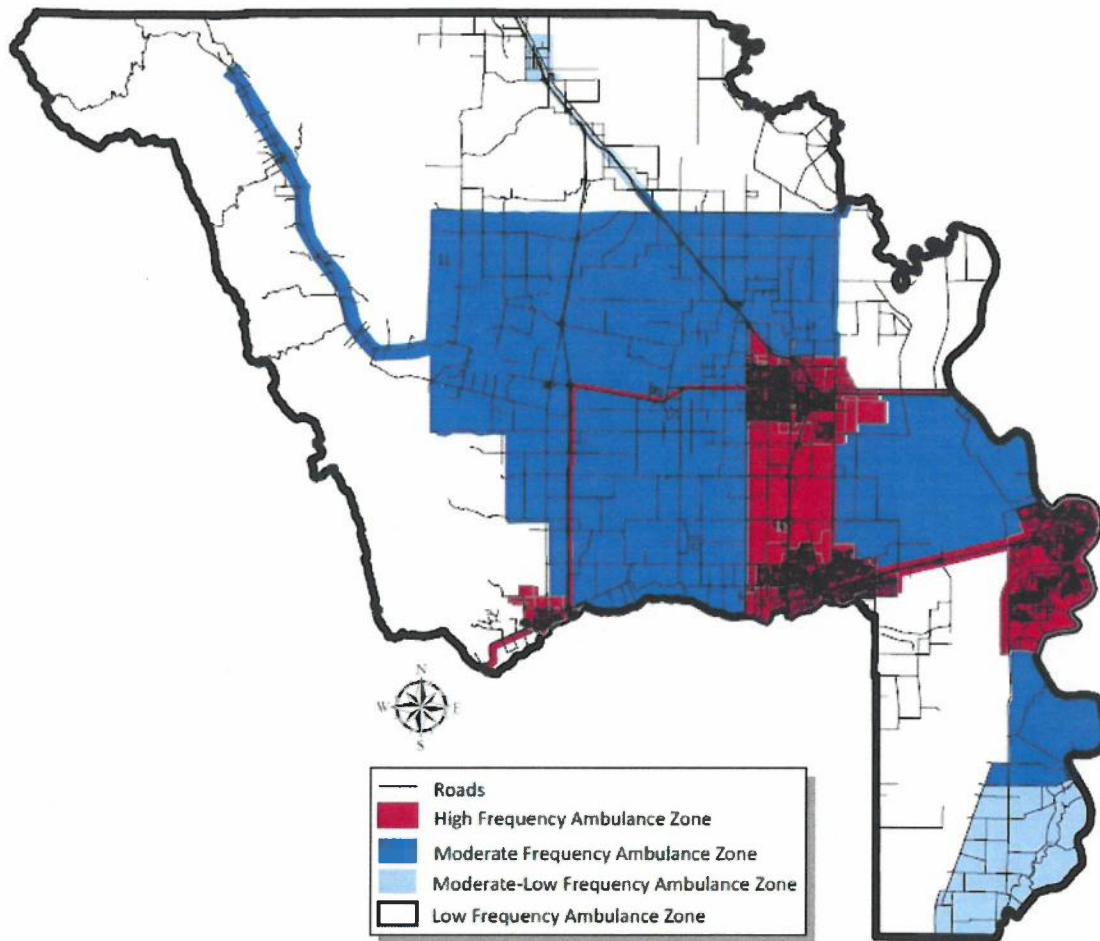 N
W E
S
Roads
High Frequency Ambulance Zone
Moderate Frequency Ambulance Zone
Moderate-Low Frequency Ambulance Zone
Low Frequency Ambulance Zone